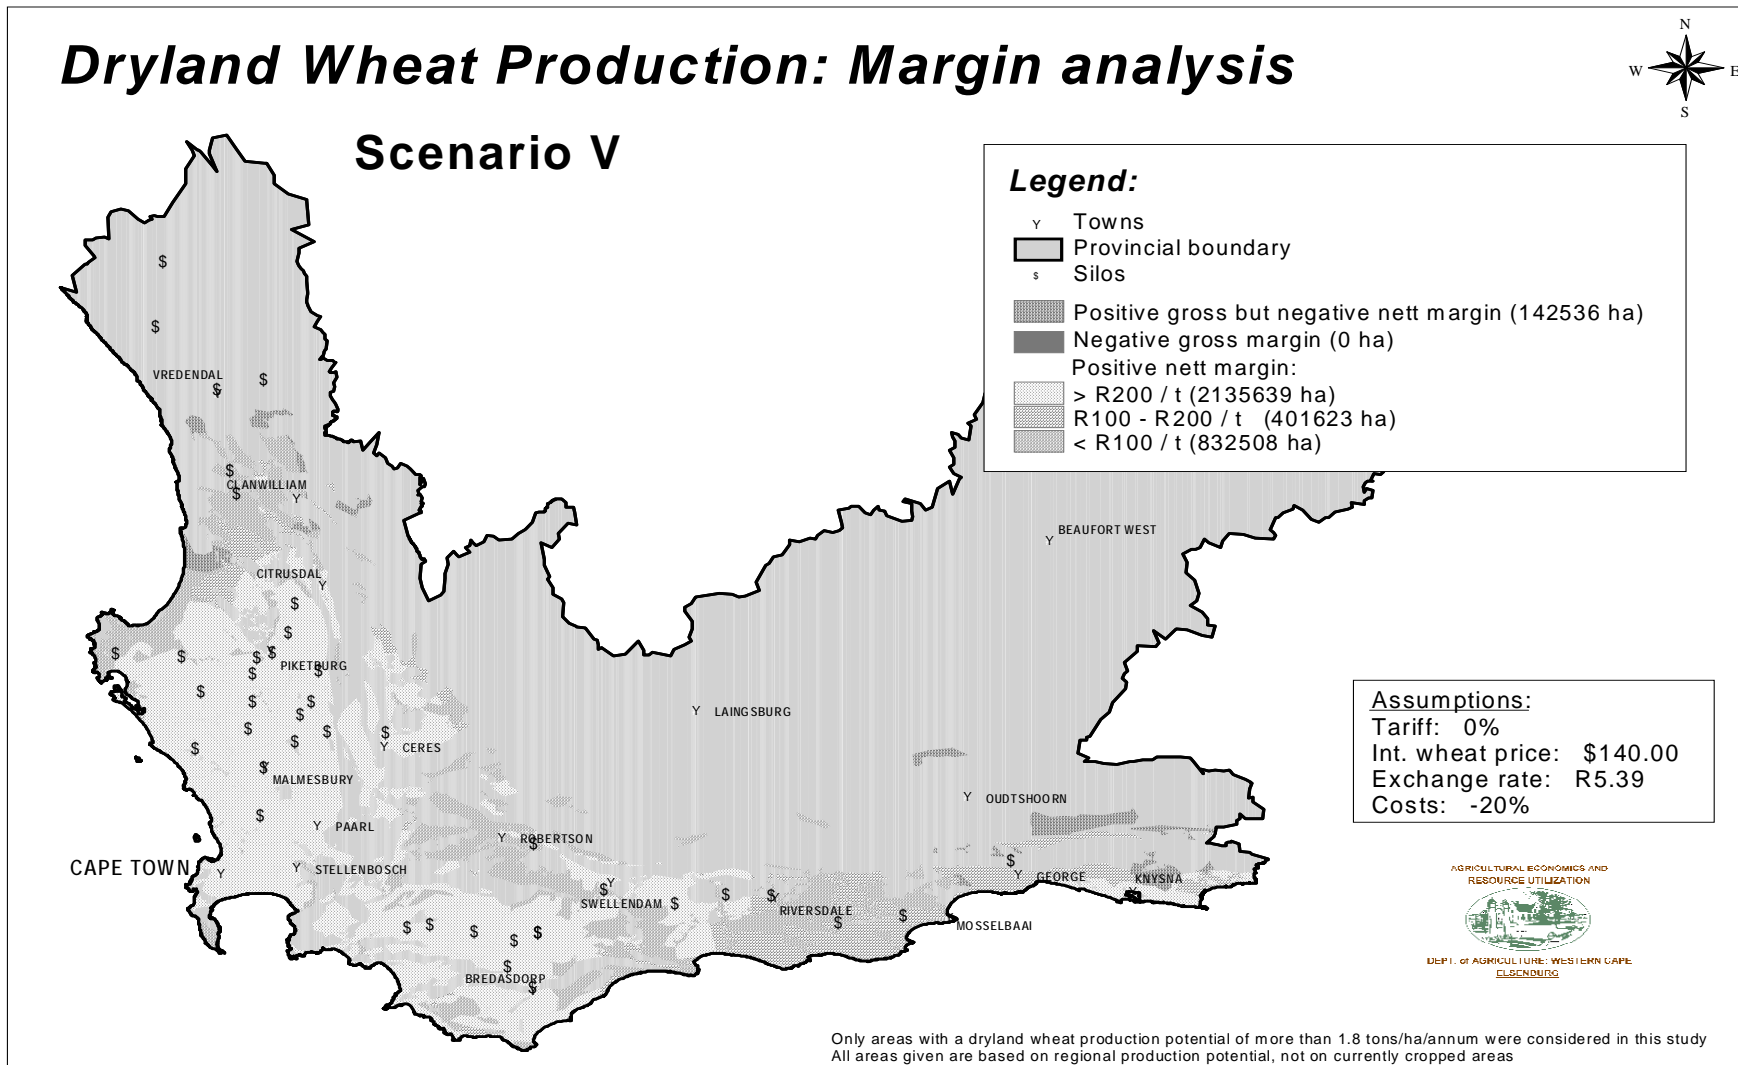 Dryland Wheat Production: Margin analysis
Scenario V
N
W
E
S
Legend:
Y Towns
Provincial boundary
$ Silos
Positive gross but negative nett margin (142536 ha)
Negative gross margin (0 ha)
Positive nett margin:
> R200 / t (2135639 ha)
R100 - R200 / t (401623 ha)
< R100 / t (832508 ha)
VREDENDAL
CLANWILLIAM
BEAUFORT WEST
CITRUSDAL
PIKETBURG
LAINGSBURG
CERES
MALMESBURY
OUDTSHOORN
PAARL
ROBERTSON
CAPE TOWN
STELLENBOSCH
GEORGE
KNYSNA
SWELLENDAM
RIVERSDALE
MOSSELBAAI
BREDASDORP
Assumptions:
Tariff: 0%
Int. wheat price: $140.00
Exchange rate: R5.39
Costs: -20%
AGRICULTURAL ECONOMICS AND
RESOURCE UTILIZATION
DEPT. of AGRICULTURE: WESTERN CAPE
ELSENBURG
Only areas with a dryland wheat production potential of more than 1.8 tons/ha/annum were considered in this study
All areas given are based on regional production potential, not on currently cropped areas